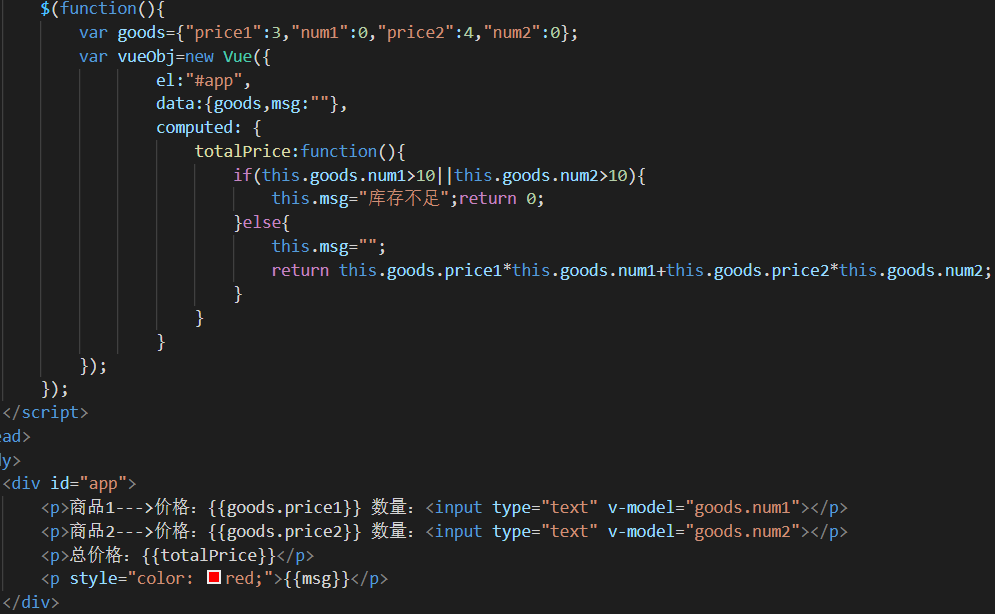 $(function(){
var goods={"price1":3,"num1":0,"price2":4,"num2":0};
var vueObj=new Vue({
el:"#app",
data:{goods,msg:""},
computed: {
totalPrice:function(){
if(this.goods.num1>10||this.goods.num2>10){
this.msg="库存不足";return 0;
}else{
this.msg="";
return this.goods.price1*this.goods.num1+this.goods.price2*this.goods.num2;
}
}
}
});
});
</script>
ead>
y>
<div id="app">
<p>商品1--->价格：{{goods.price1}} 数量：<input type="text" v-model="goods.num1"></p>
<p>商品2--->价格：{{goods.price2}} 数量：<input type="text" v-model="goods.num2"></p>
<p>总价格：{{totalPrice}}</p>
<p style="color: red;">{{msg}}</p>
</div>